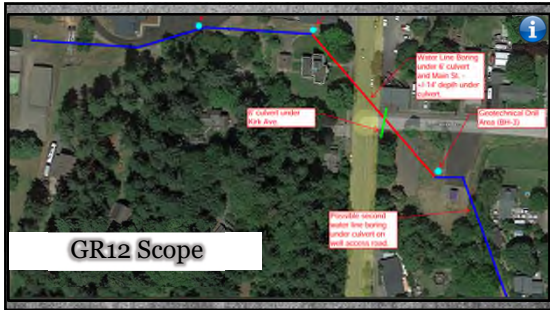 i
Water Line Boring
under 6' culvert
and Main St. -
+/-14' depth under
culvert.
6' culvert under
Kirk Ave
Geotechnical Drill
Area (BH-3)
Possible second
water line boring
under culvert on
well access road.
GR12 Scope